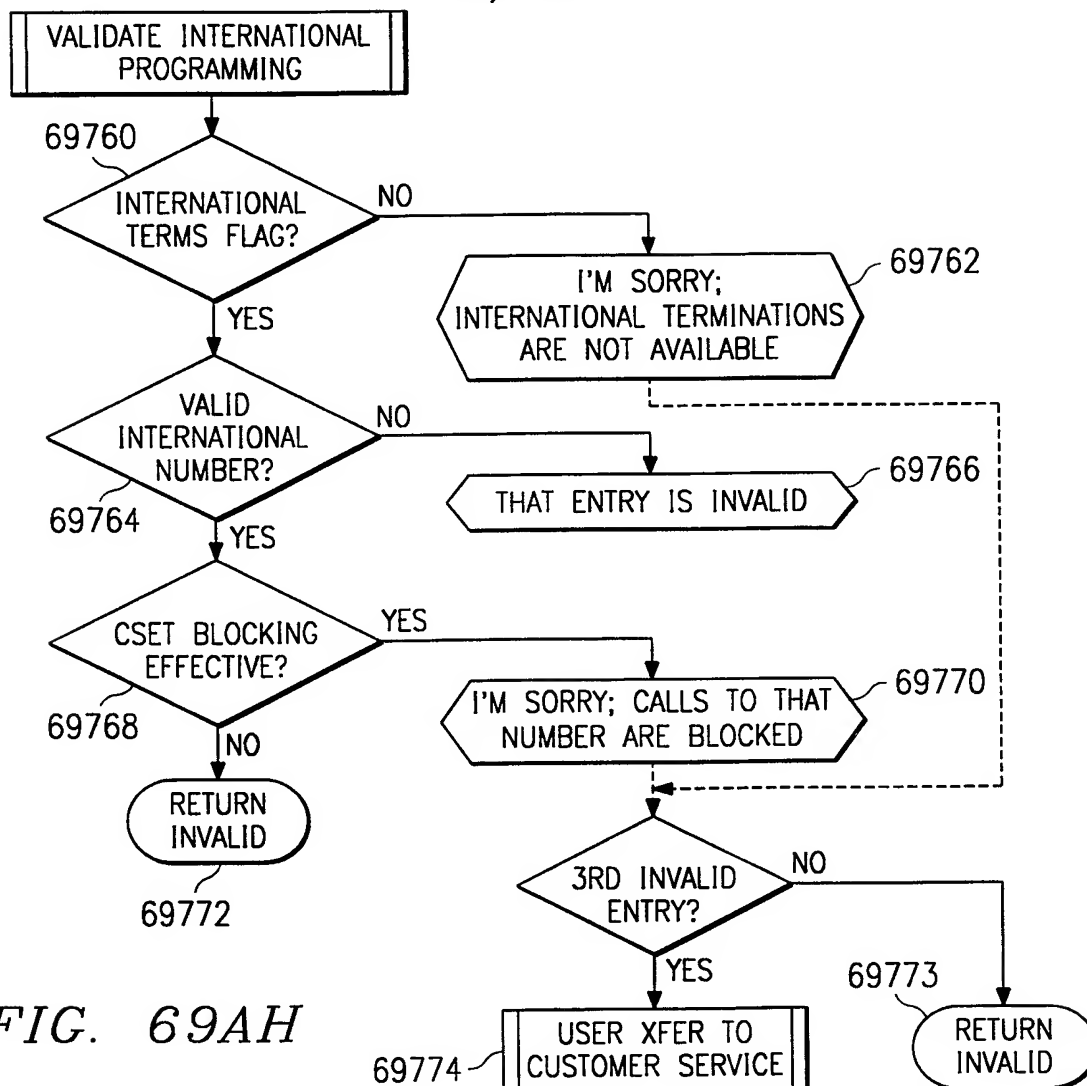 VALIDATE INTERNATIONAL
PROGRAMMING
69760
INTERNATIONAL
TERMS FLAG?
NO
YES
I'M SORRY;
INTERNATIONAL TERMINATIONS
ARE NOT AVAILABLE
69762
VALID
INTERNATIONAL
NUMBER?
NO
69764
YES
THAT ENTRY IS INVALID
69766
CSET BLOCKING
EFFECTIVE?
YES
69768
NO
I'M SORRY; CALLS TO THAT
NUMBER ARE BLOCKED
69770
RETURN
INVALID
69772
3RD INVALID
ENTRY?
NO
YES
69773
RETURN
INVALID
FIG. 69AH
69774
USER XFER TO
CUSTOMER SERVICE